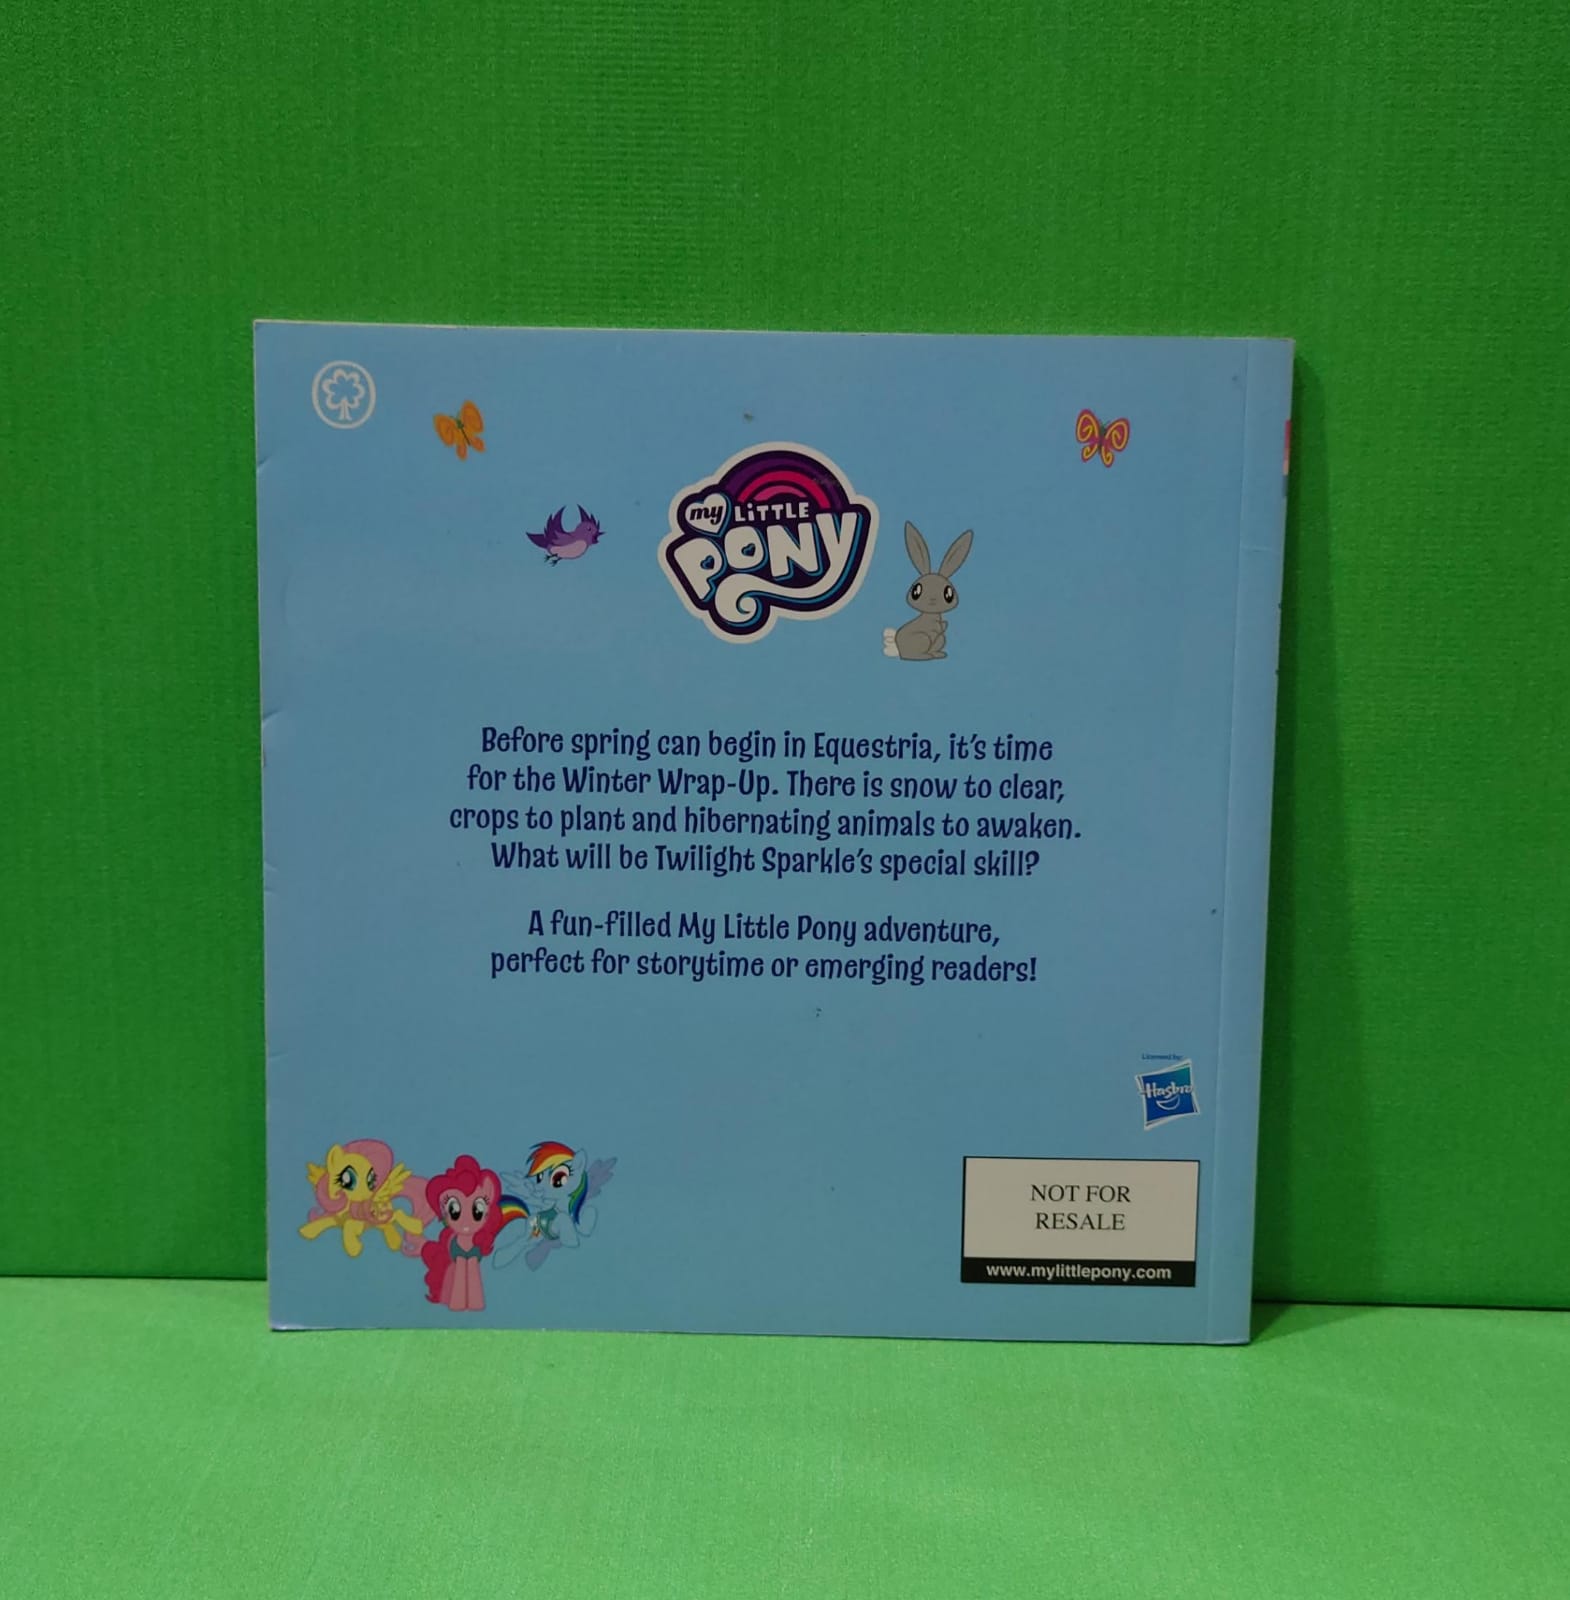 my LiTTLE
PONY
Before spring can begin in Equestria, it's time
for the Winter Wrap-Up. There is snow to clear,
crops to plant and hibernating animals to awaken.
What will be Twilight Sparkle's special skill?
A fun-filled My Little Pony adventure,
perfect for storytime or emerging readers!
Licensed by:
Hasbro
NOT FOR
RESALE
www.mylittlepony.com